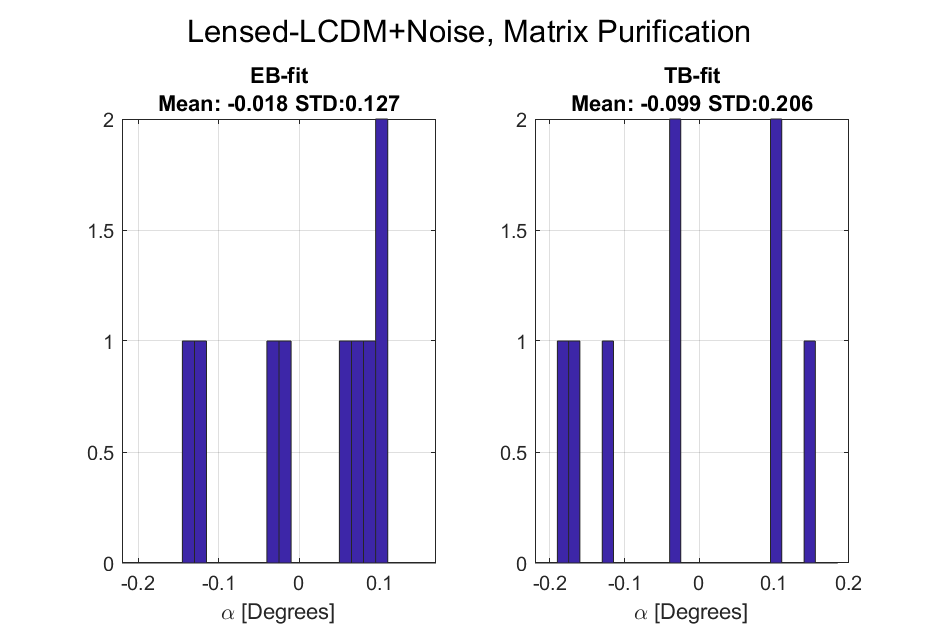 Lensed-LCDM+Noise, Matrix Purification
EB-fit
Mean: -0.018 STD:0.127
2
1.5
1
0.5
0
-0.2 -0.1 0 0.1
α [Degrees]
TB-fit
Mean: -0.099 STD:0.206
2
1.5
1
0.5
0
-0.2 -0.1 0 0.1 0.2
α [Degrees]